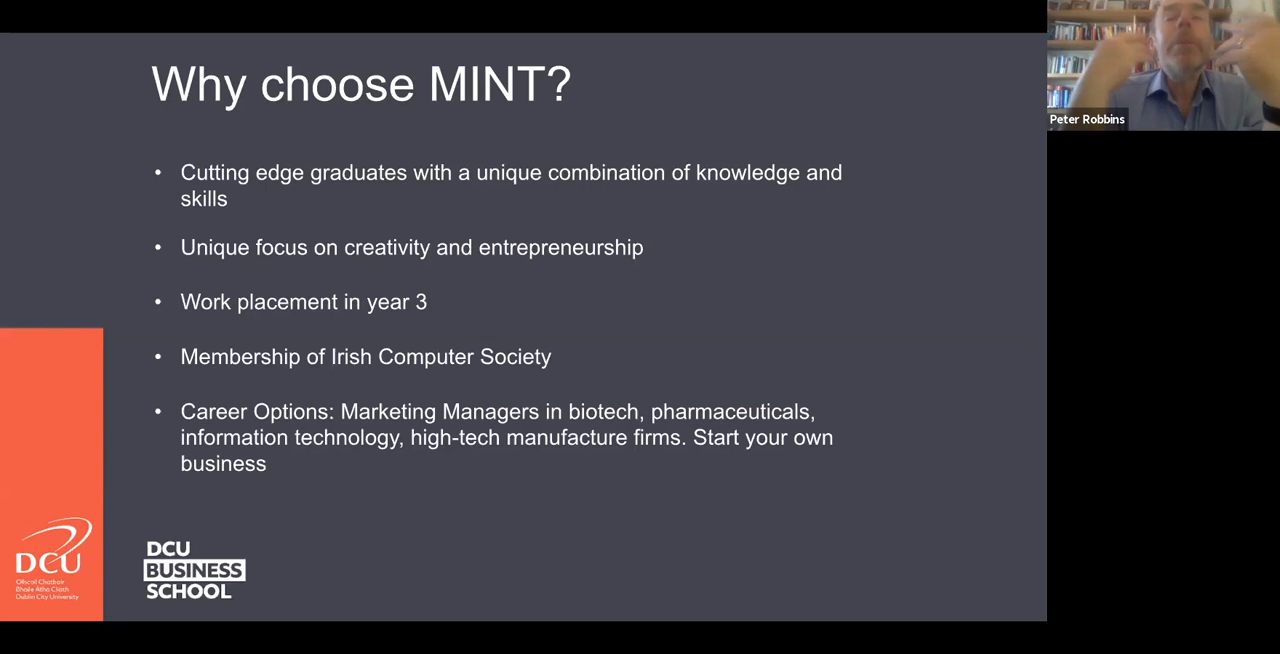 Why choose MINT?
• Cutting edge graduates with a unique combination of knowledge and
skills
• Unique focus on creativity and entrepreneurship
• Work placement in year 3
• Membership of Irish Computer Society
• Career Options: Marketing Managers in biotech, pharmaceuticals,
information technology, high-tech manufacture firms. Start your own
business
DCU
Ollscoil Chathair
Bhaile Átha Cliath
Dublin City University
DCU
BUSINESS
SCHOOL
Peter Robbins